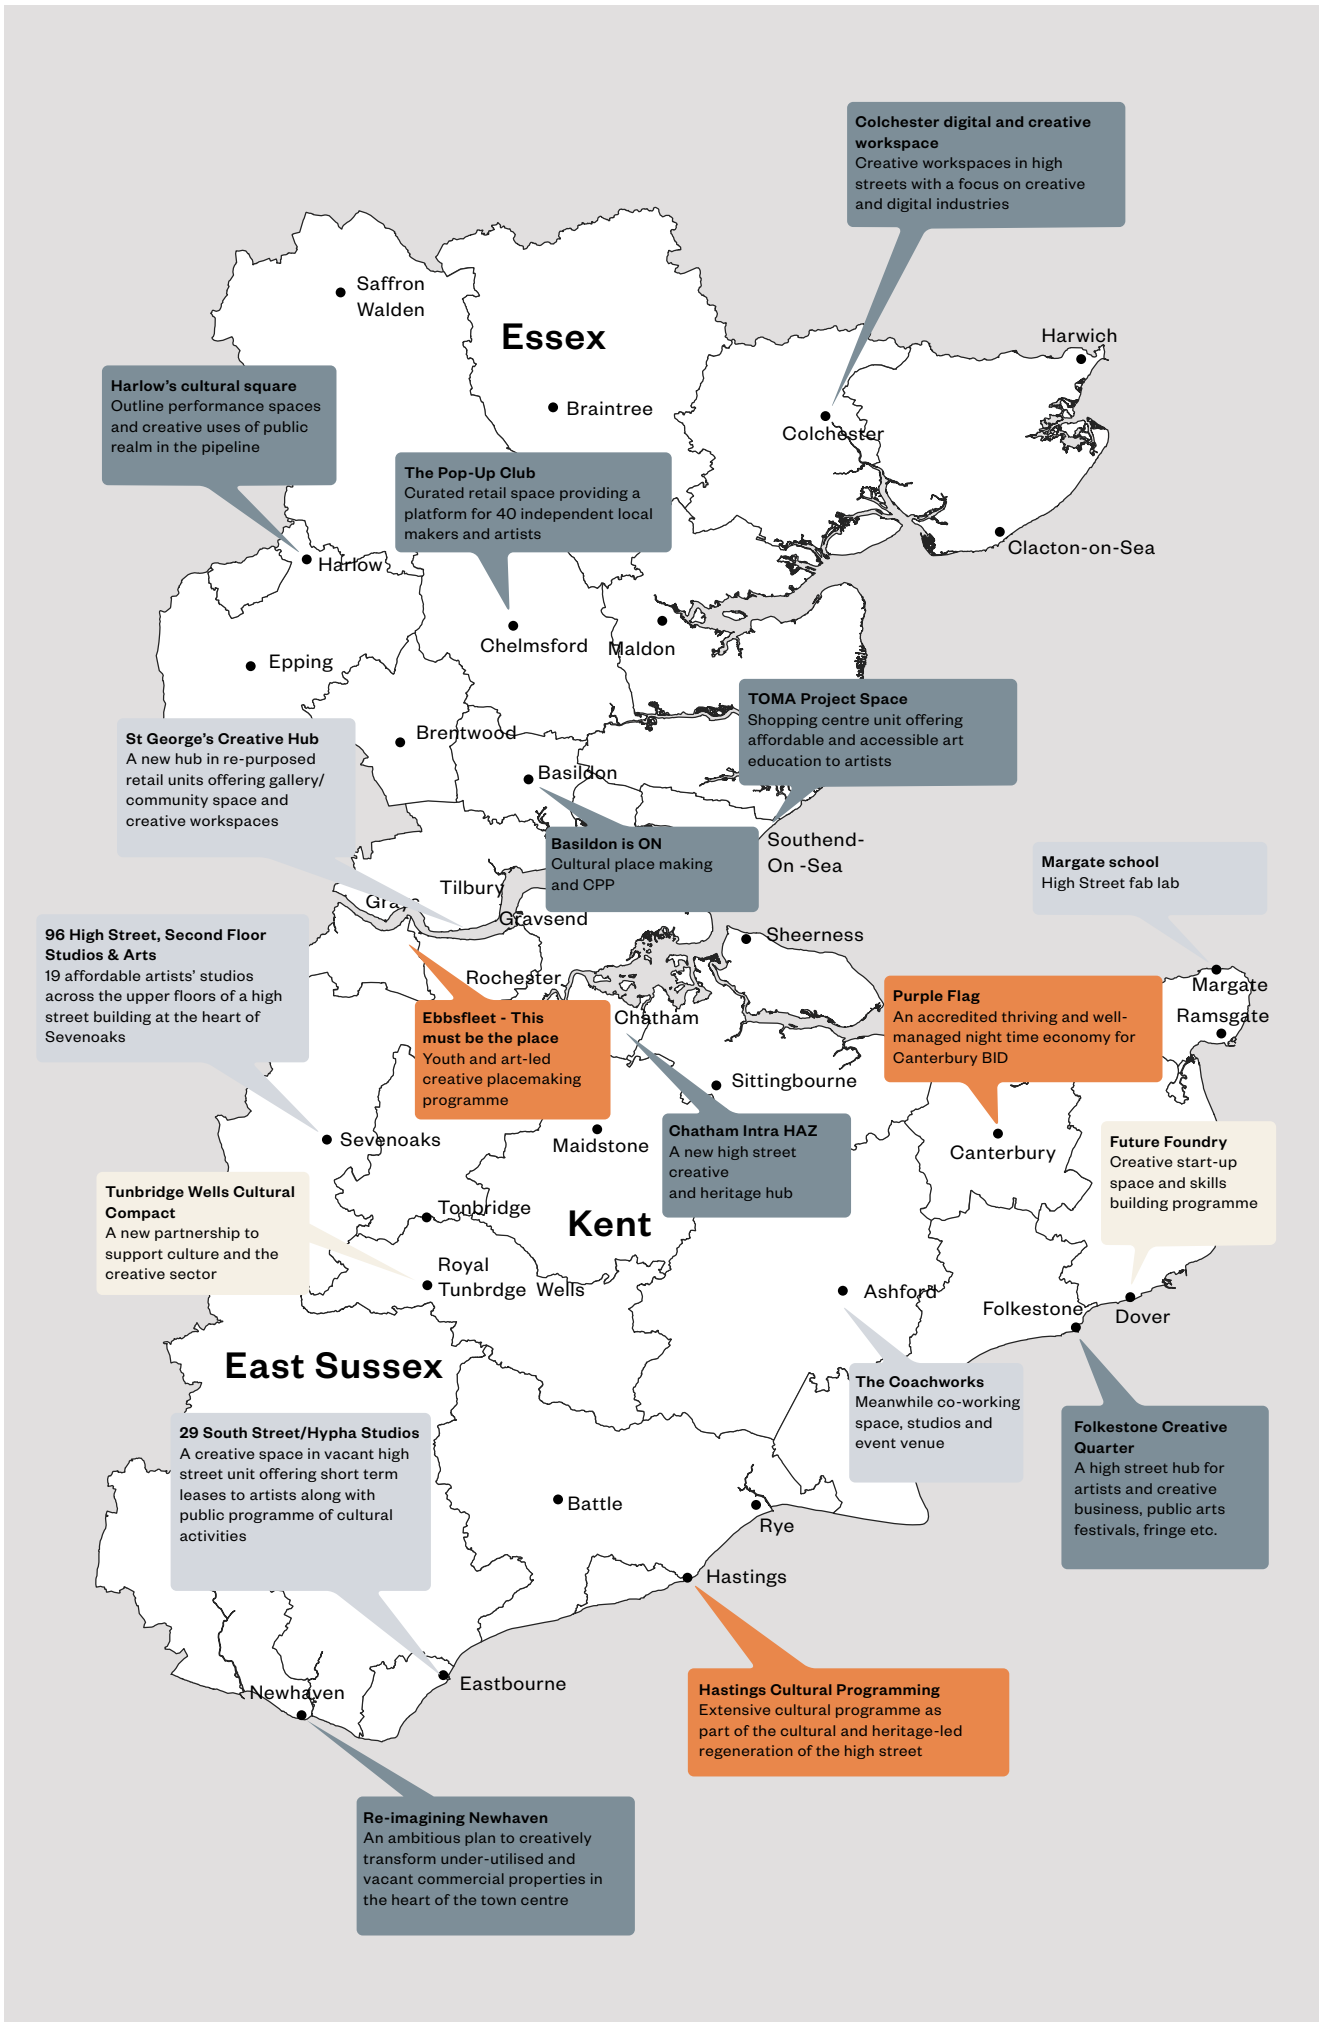 Colchester digital and creative
workspace
Creative workspaces in high
streets with a focus on creative
and digital industries
Saffron
Walden
Essex
Harwich
Harlow's cultural square
Outline performance spaces
and creative uses of public
realm in the pipeline
Braintree
Colchester
The Pop-Up Club
Curated retail space providing a
platform for 40 independent local
makers and artists
Clacton-on-Sea
Harlow
Chelmsford
Maldon
Epping
TOMA Project Space
Shopping centre unit offering
affordable and accessible art
education to artists
St George's Creative Hub
A new hub in re-purposed
retail units offering gallery/
community space and
creative workspaces
Brentwood
Basildon
Basildon is ON
Cultural place making
and CPP
Southend-
On -Sea
Margate school
High Street fab lab
Tilbury
Grays
Gravsend
96 High Street, Second Floor
Studios & Arts
19 affordable artists' studios
across the upper floors of a high
street building at the heart of
Sevenoaks
Sheerness
Rochester
Margate
Ramsgate
Purple Flag
An accredited thriving and well-
managed night time economy for
Canterbury BID
Ebbsfleet - This
must be the place
Youth and art-led
creative placemaking
programme
Chatham
Sittingbourne
Sevenoaks
Maidstone
Chatham Intra HAZ
A new high street
creative
and heritage hub
Canterbury
Future Foundry
Creative start-up
space and skills
building programme
Tunbridge Wells Cultural
Compact
A new partnership to
support culture and the
creative sector
Tonbridge
Kent
Royal
Tunbrdge Wells
Ashford
Folkestone
Dover
East Sussex
The Coachworks
Meanwhile co-working
space, studios and
event venue
29 South Street/Hypha Studios
A creative space in vacant high
street unit offering short term
leases to artists along with
public programme of cultural
activities
Folkestone Creative
Quarter
A high street hub for
artists and creative
business, public arts
festivals, fringe etc.
Battle
Rye
Hastings
Eastbourne
Newhaven
Hastings Cultural Programming
Extensive cultural programme as
part of the cultural and heritage-led
regeneration of the high street
Re-imagining Newhaven
An ambitious plan to creatively
transform under-utilised and
vacant commercial properties in
the heart of the town centre